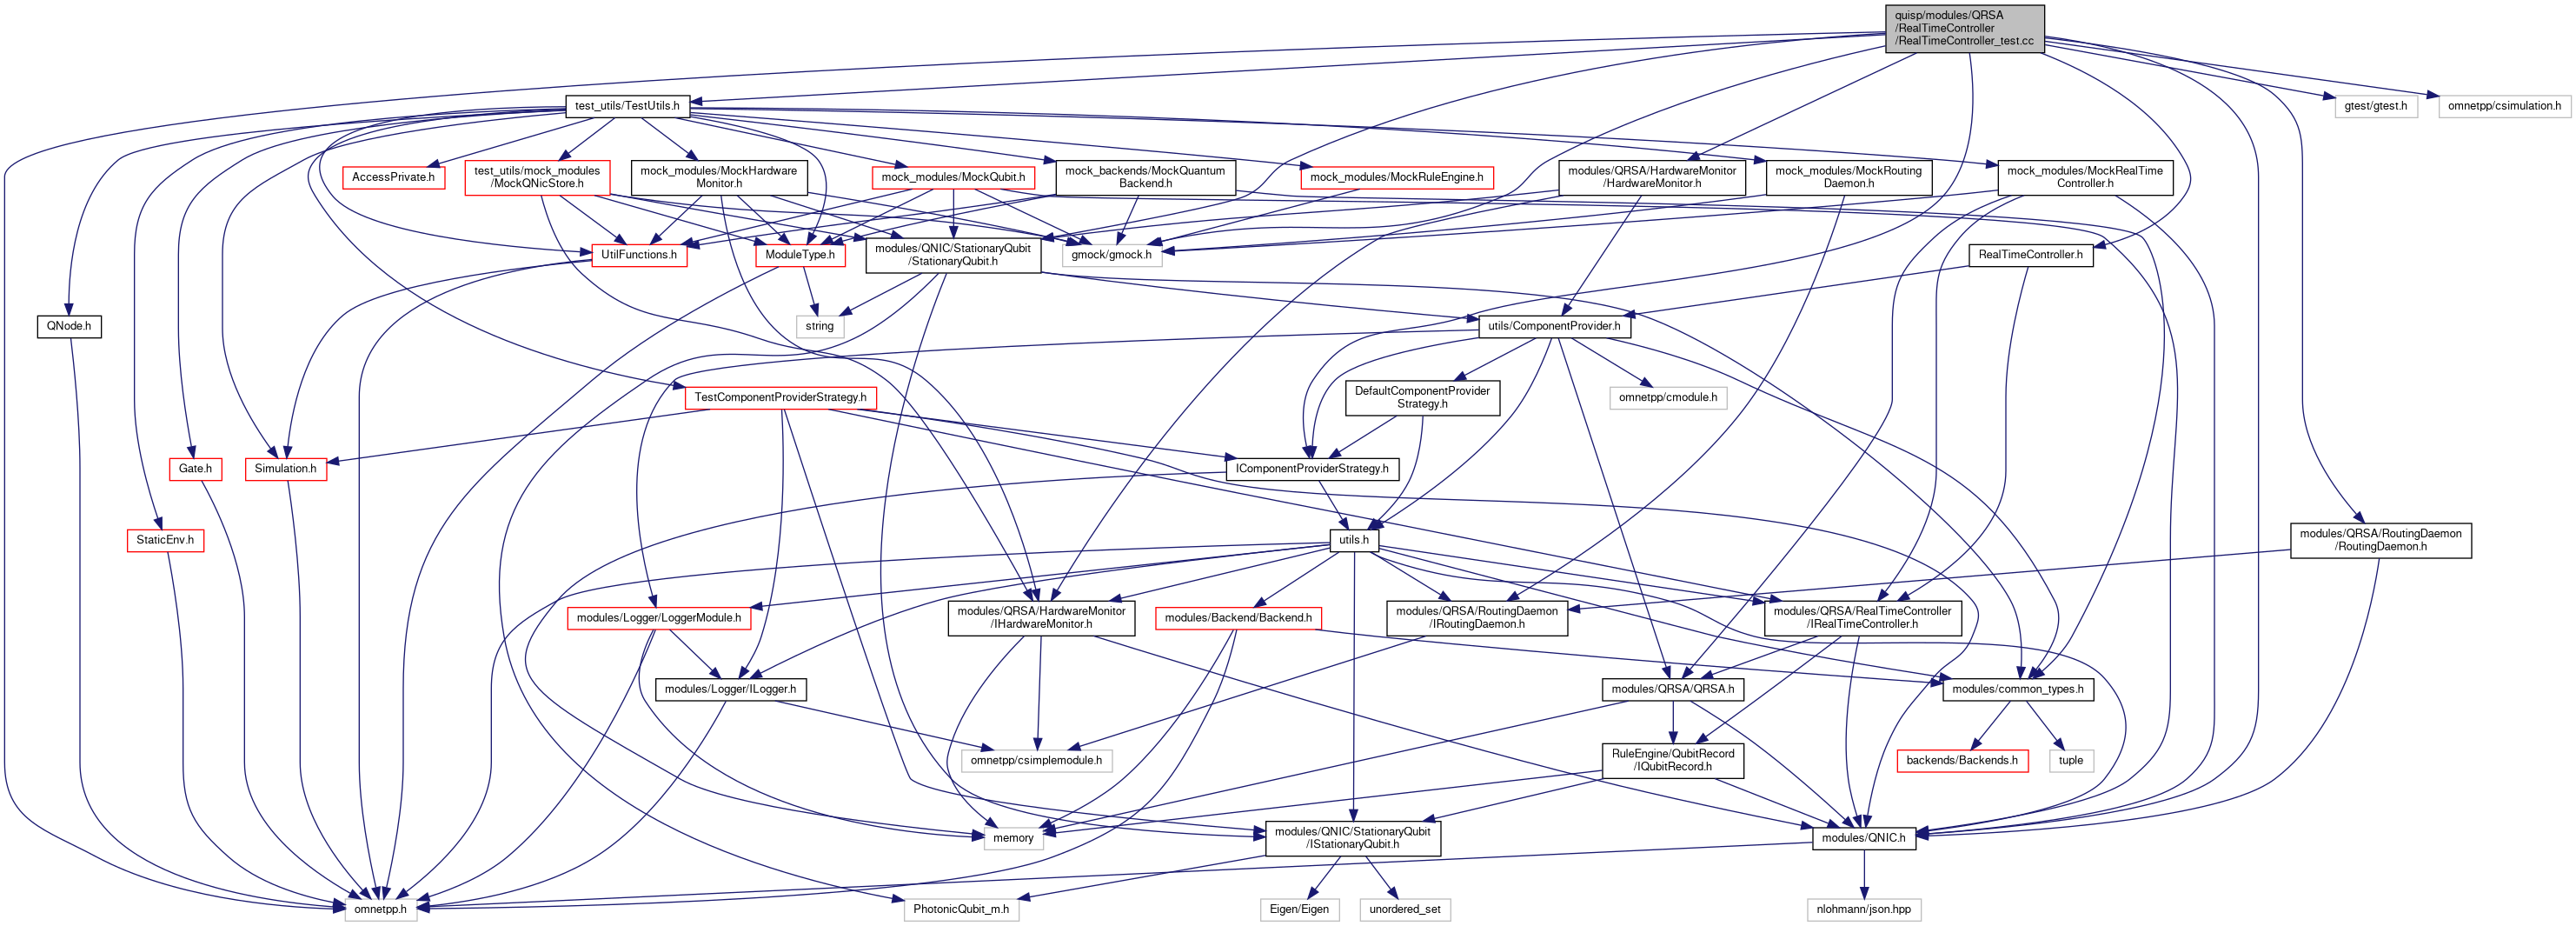 quisp/modules/QRSA
/RealTimeController
/RealTimeController_test.cc
test_utils/TestUtils.h
gtest/gtest.h
omnetpp/csimulation.h
AccessPrivate.h
test_utils/mock_modules
/MockQNicStore.h
mock_modules/MockHardware
Monitor.h
mock_modules/MockQubit.h
mock_backends/MockQuantum
Backend.h
mock_modules/MockRuleEngine.h
modules/QRSA/HardwareMonitor
/HardwareMonitor.h
mock_modules/MockRouting
Daemon.h
mock_modules/MockRealTime
Controller.h
UtilFunctions.h
ModuleType.h
modules/QNIC/StationaryQubit
/StationaryQubit.h
gmock/gmock.h
RealTimeController.h
QNode.h
string
utils/ComponentProvider.h
TestComponentProviderStrategy.h
DefaultComponentProvider
Strategy.h
omnetpp/cmodule.h
Gate.h
Simulation.h
IComponentProviderStrategy.h
StaticEnv.h
utils.h
modules/QRSA/RoutingDaemon
/RoutingDaemon.h
modules/Logger/LoggerModule.h
modules/QRSA/HardwareMonitor
/IHardwareMonitor.h
modules/Backend/Backend.h
modules/QRSA/RoutingDaemon
/IRoutingDaemon.h
modules/QRSA/RealTimeController
/IRealTimeController.h
modules/Logger/ILogger.h
modules/QRSA/QRSA.h
modules/common_types.h
omnetpp/csimplemodule.h
RuleEngine/QubitRecord
/IQubitRecord.h
backends/Backends.h
tuple
memory
modules/QNIC/StationaryQubit
/IStationaryQubit.h
modules/QNIC.h
omnetpp.h
PhotonicQubit_m.h
Eigen/Eigen
unordered_set
nlohmann/json.hpp